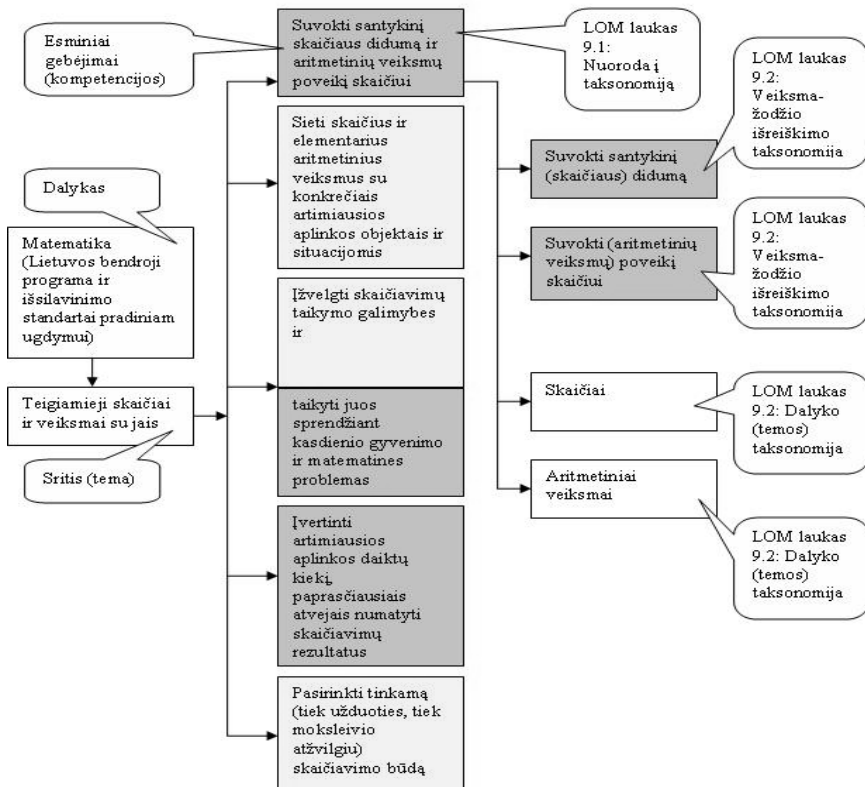 Esminiai
gebėjimai
(kompetencijos)
Suvokti santykinį
skaičiaus didumą ir
aritmetinių veiksmų
poveikį skaičiui
LOM laukas
9.1:
Nuoroda į
taksonomiją
LOM laukas
9.2:
Veiksma-
žodžio
išreiškimo
taksonomija
Sieti skaičius ir
elementarius
aritmetinius
veiksmus su
konkrečiais
artimiausios
aplinkos objektais ir
situacijomis
Suvokti santykinį
(skaičiaus) didumą
Dalykas
Matematika
(Lietuvos bendroji
programa ir
išsilavinimo
standartai pradiniam
ugdymui)
Suvokti (aritmetinių
veiksmų) poveikį
skaičiui
LOM laukas
9.2:
Veiksma-
žodžio
išreiškimo
taksonomija
Įžvelgti skaičiavimų
taikymo galimybes
ir
Teigiamieji skaičiai
ir veiksmai su jais
Sritis (tema)
taikyti juos
sprendžiant
kasdienio gyvenimo
ir matematines
problemas
Skaičiai
LOM laukas
9.2: Dalyko
(temos)
taksonomija
Aritmetiniai
veiksmai
LOM laukas
9.2: Dalyko
(temos)
taksonomija
Įvertinti
artimiausios
aplinkos daiktų
kiekį,
paprasčiausiais
atvejais numatyti
skaičiavimų
rezultatus
Pasirinkti tinkamą
(tiek užduoties, tiek
moksleivio
atžvilgiu)
skaičiavimo būdą